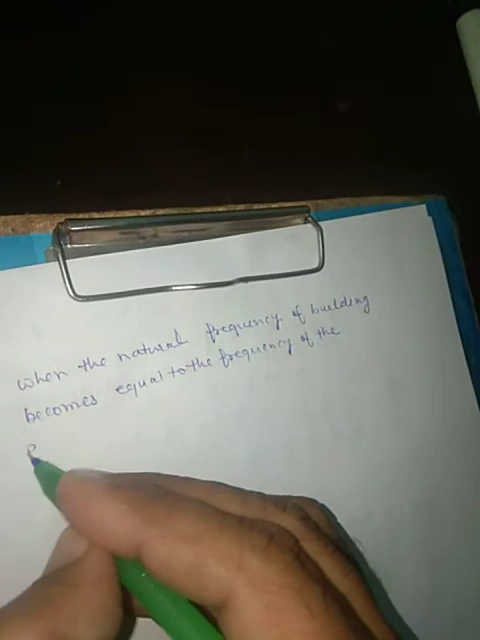 When the natural frequency of building
becomes equal to the frequency of the